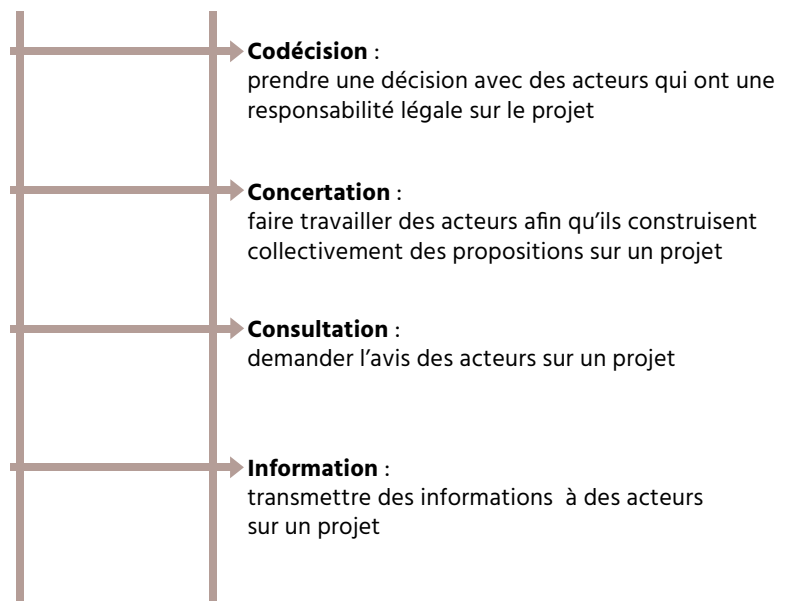 Codécision :
prendre une décision avec des acteurs qui ont une
responsabilité légale sur le projet
Concertation :
faire travailler des acteurs afin qu’ils construisent
collectivement des propositions sur un projet
Consultation :
demander l’avis des acteurs sur un projet
Information :
transmettre des informations  à des acteurs
sur un projet